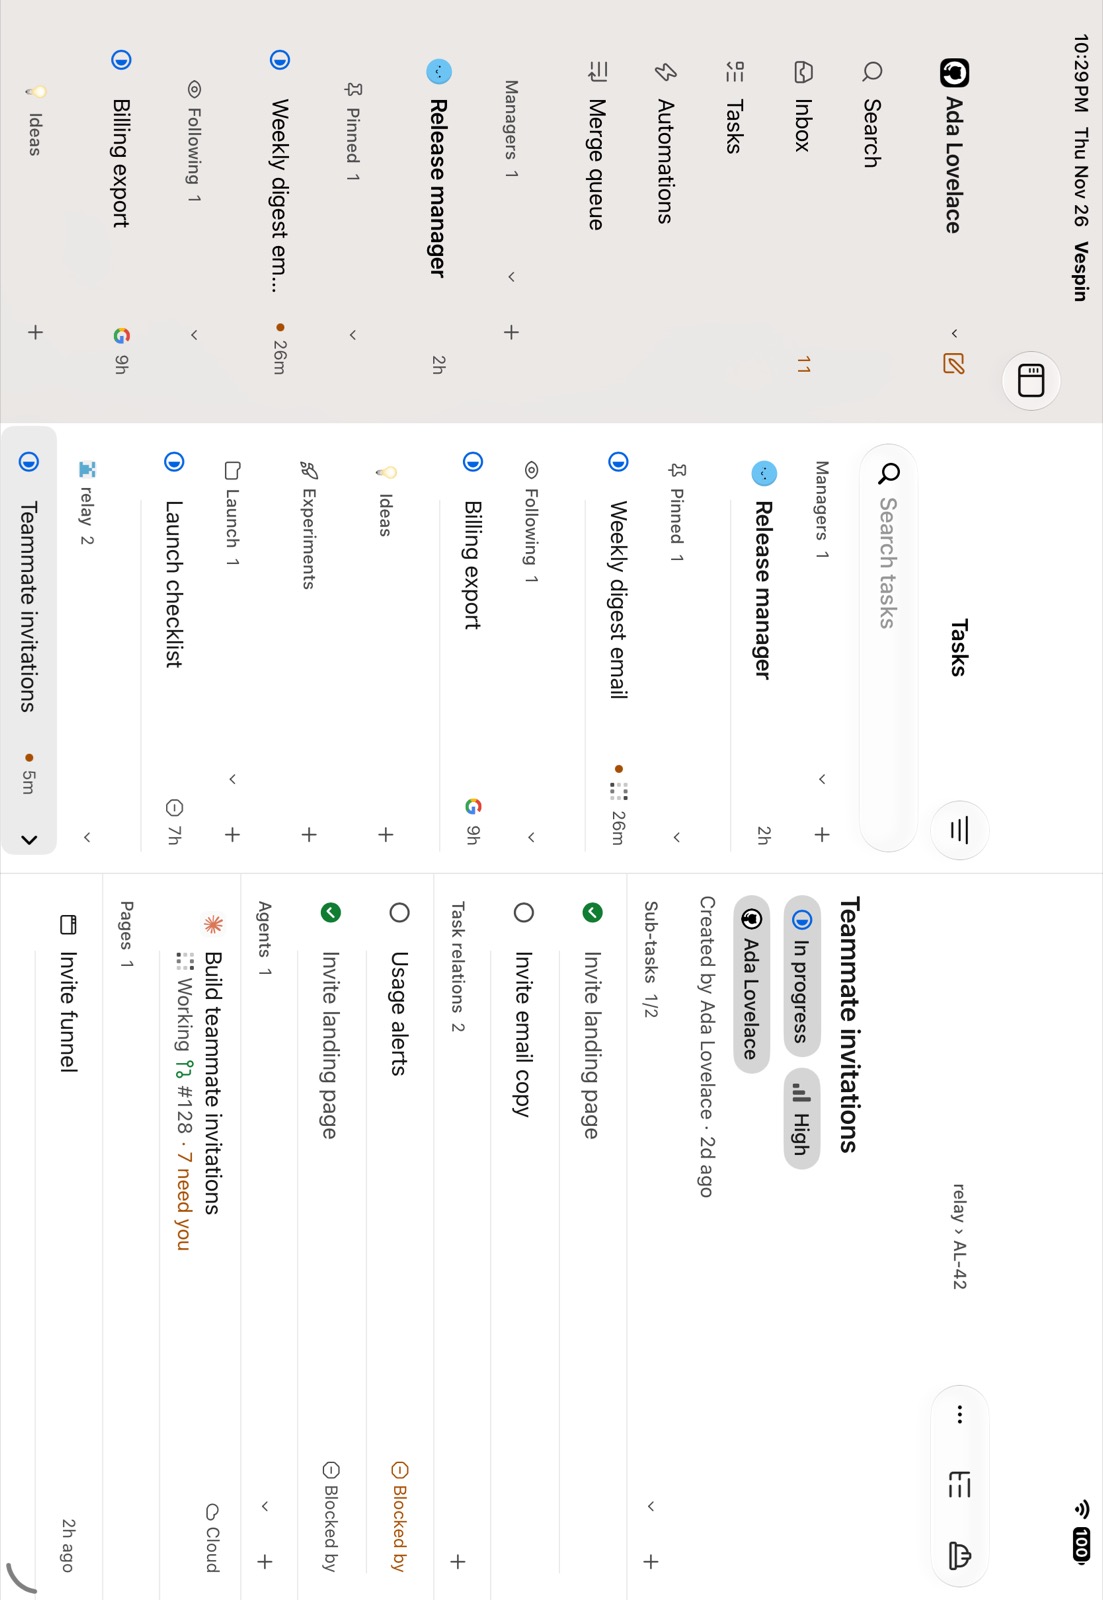 10:29 PM Thu Nov 26 Vespin
100
Ada Lovelace
Search
Inbox 11
Tasks
Automations
Merge queue
Managers 1
Release manager 2h
Pinned 1
Weekly digest em... 26m
Following 1
Billing export 9h
Ideas
Tasks
Search tasks
Managers 1
Release manager 2h
Pinned 1
Weekly digest email 26m
Following 1
Billing export 9h
Ideas
Experiments
Launch 1
Launch checklist 7h
relay 2
Teammate invitations 5m
relay › AL-42
Teammate invitations
In progress High
Ada Lovelace
Created by Ada Lovelace · 2d ago
Sub-tasks 1/2
Invite landing page
Invite email copy
Task relations 2
Usage alerts Blocked by
Invite landing page Blocked by
Agents 1
Build teammate invitations Cloud
Working #128 · 7 need you
Pages 1
Invite funnel 2h ago